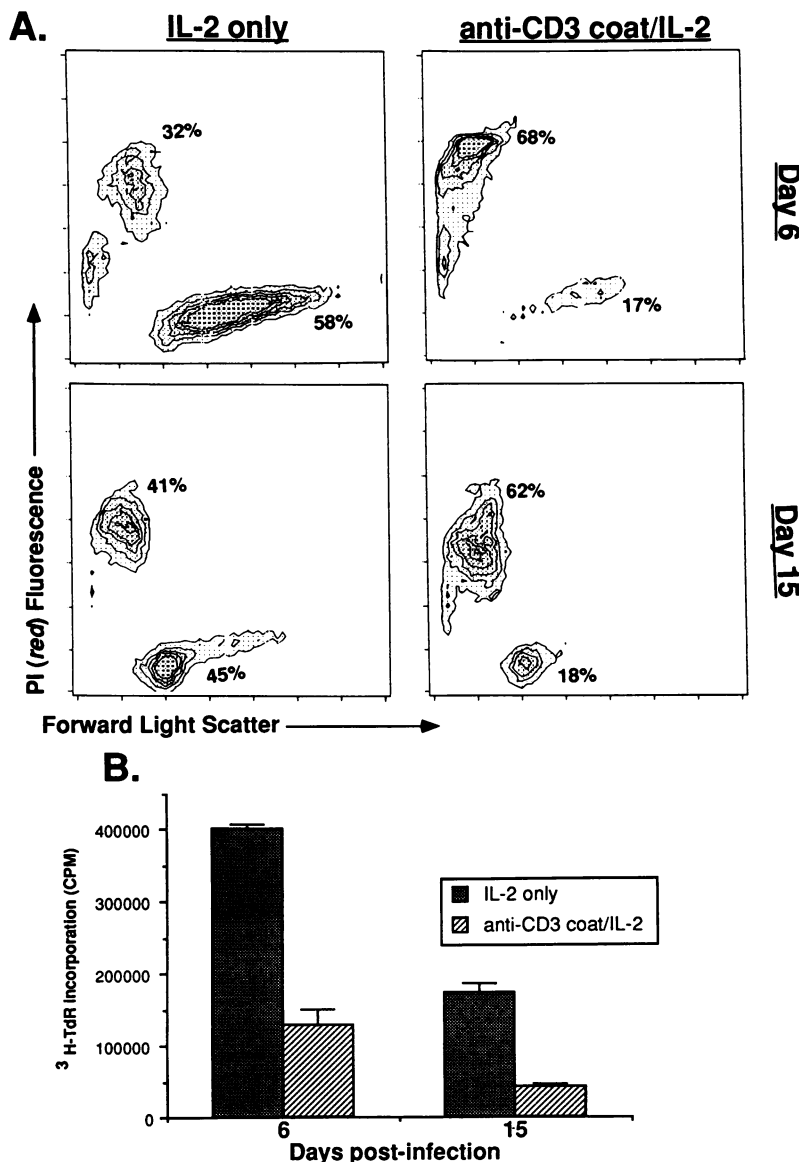 A.
IL-2 only
anti-CD3 coat/IL-2
32%
58%
68%
17%
Day 6
41%
45%
62%
18%
Day 15
PI (red) Fluorescence
Forward Light Scatter
B.
3 H-TdR Incorporation (CPM)
400000
300000
200000
100000
0
IL-2 only
anti-CD3 coat/IL-2
6
15
Days post-infection